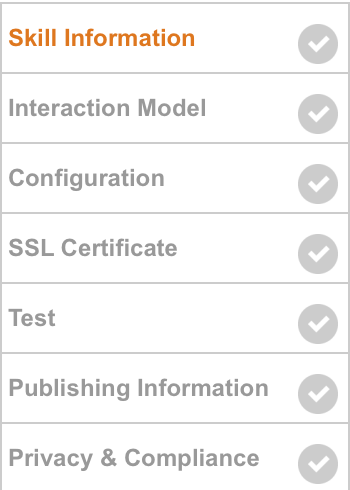 Skill Information
Interaction Model
Configuration
SSL Certificate
Test
Publishing Information
Privacy & Compliance